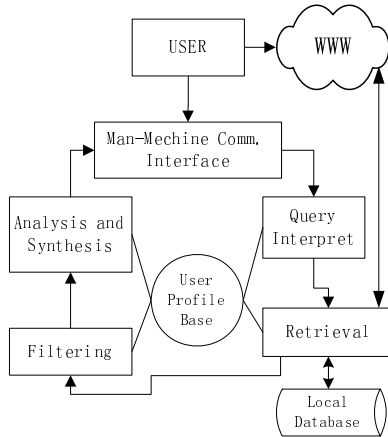 USER
WWW
Man-Mechine Comm.
Interface
Analysis and
Synthesis
Query
Interpret
User
Profile
Base
Filtering
Retrieval
Local
Database